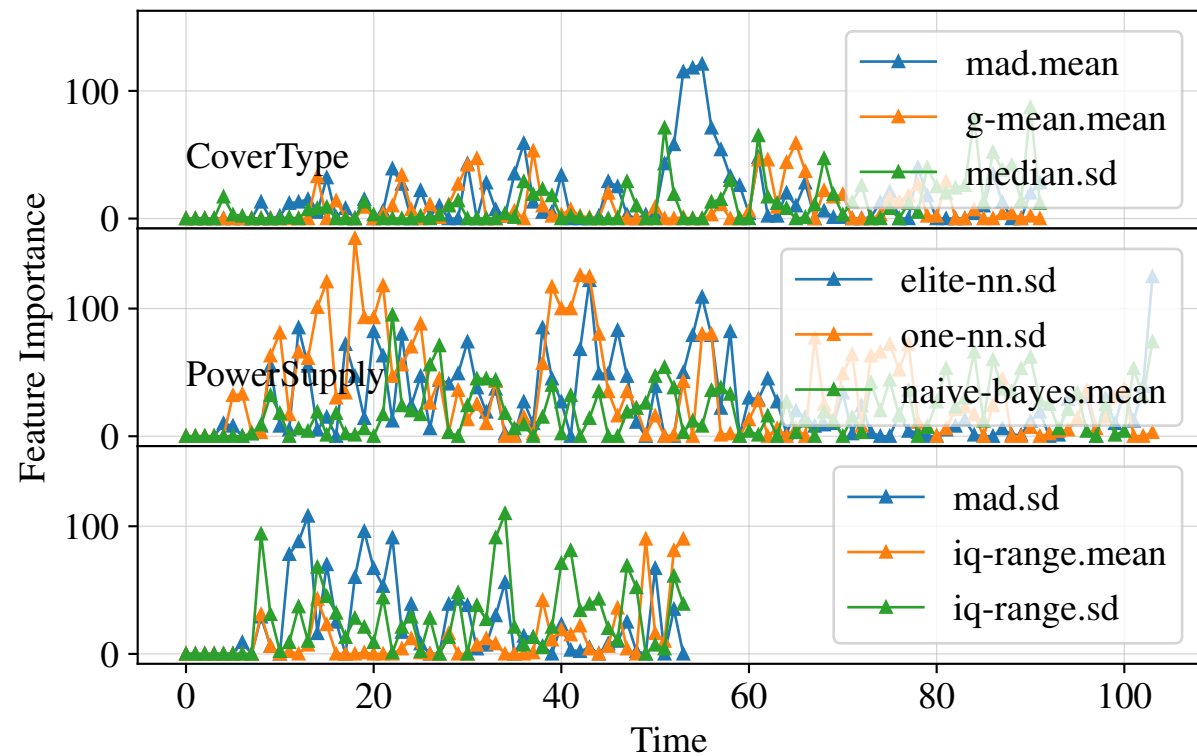 100
0
CoverType
mad.mean
g-mean.mean
median.sd
100
0
PowerSupply
elite-nn.sd
one-nn.sd
naive-bayes.mean
100
0
mad.sd
iq-range.mean
iq-range.sd
Feature Importance
0 20 40 60 80 100
Time